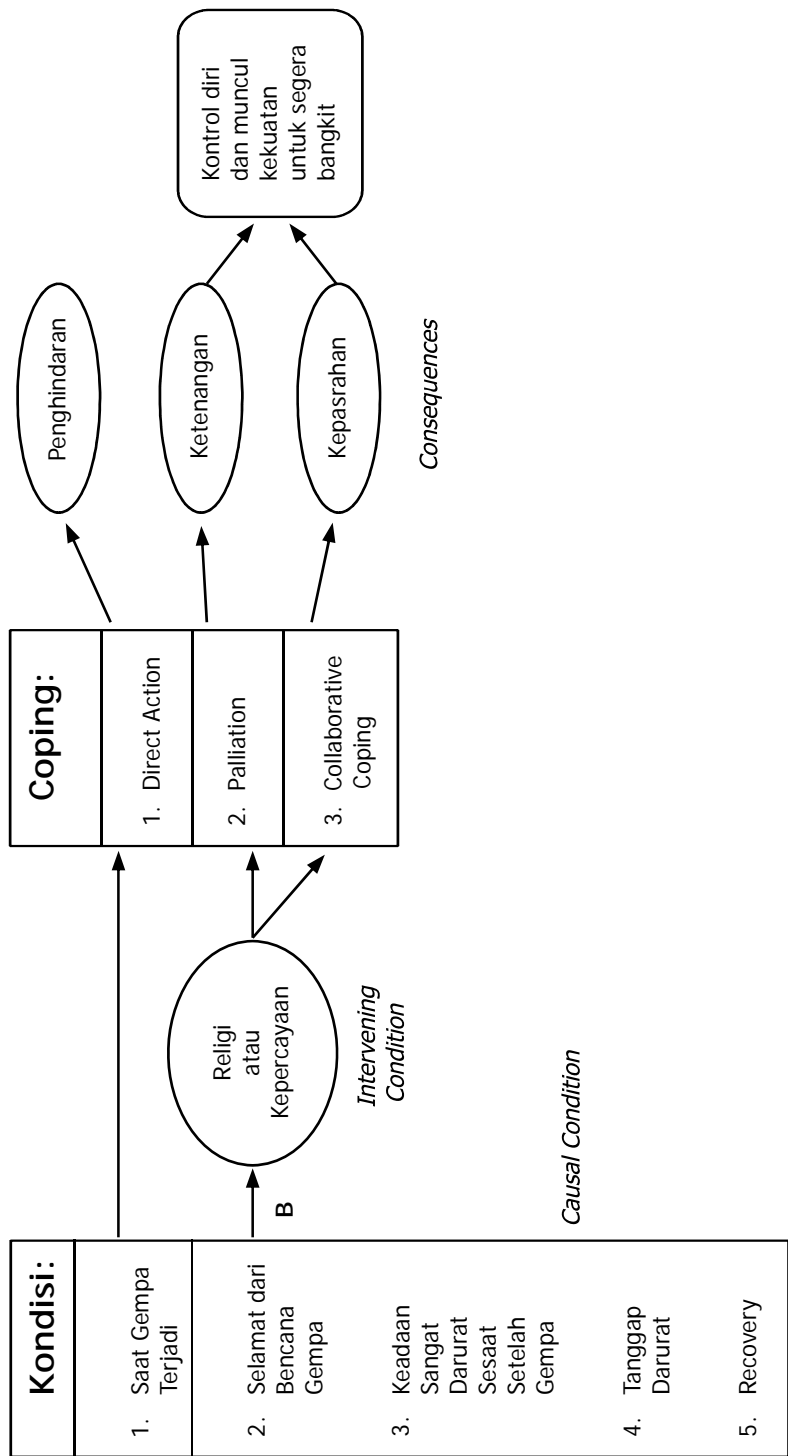 Kondisi:
1. Saat Gempa
Terjadi
2. Selamat dari
Bencana
Gempa
3. Keadaan
Sangat
Darurat
Sesaat
Setelah
Gempa
4. Tanggap
Darurat
5. Recovery
B
Causal Condition
Religi
atau
Kepercayaan
Intervening
Condition
Coping:
1. Direct Action
2. Palliation
3. Collaborative
Coping
Penghindaran
Ketenangan
Kepasrahan
Consequences
Kontrol diri
dan muncul
kekuatan
untuk segera
bangkit